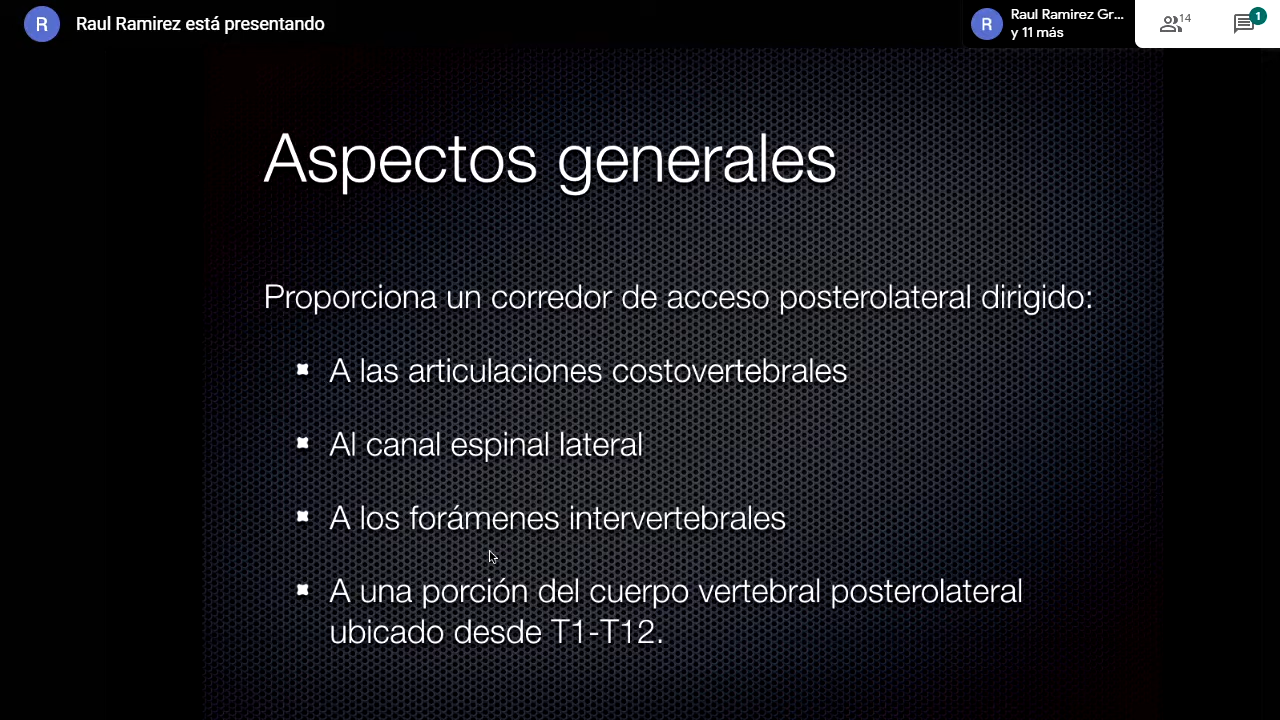 R
Raul Ramirez está presentando
R
Raul Ramirez Gr...
y 11 más
14
1
Aspectos generales
Proporciona un corredor de acceso posterolateral dirigido:
A las articulaciones costovertebrales
Al canal espinal lateral
A los forámenes intervertebrales
A una porción del cuerpo vertebral posterolateral
ubicado desde T1-T12.